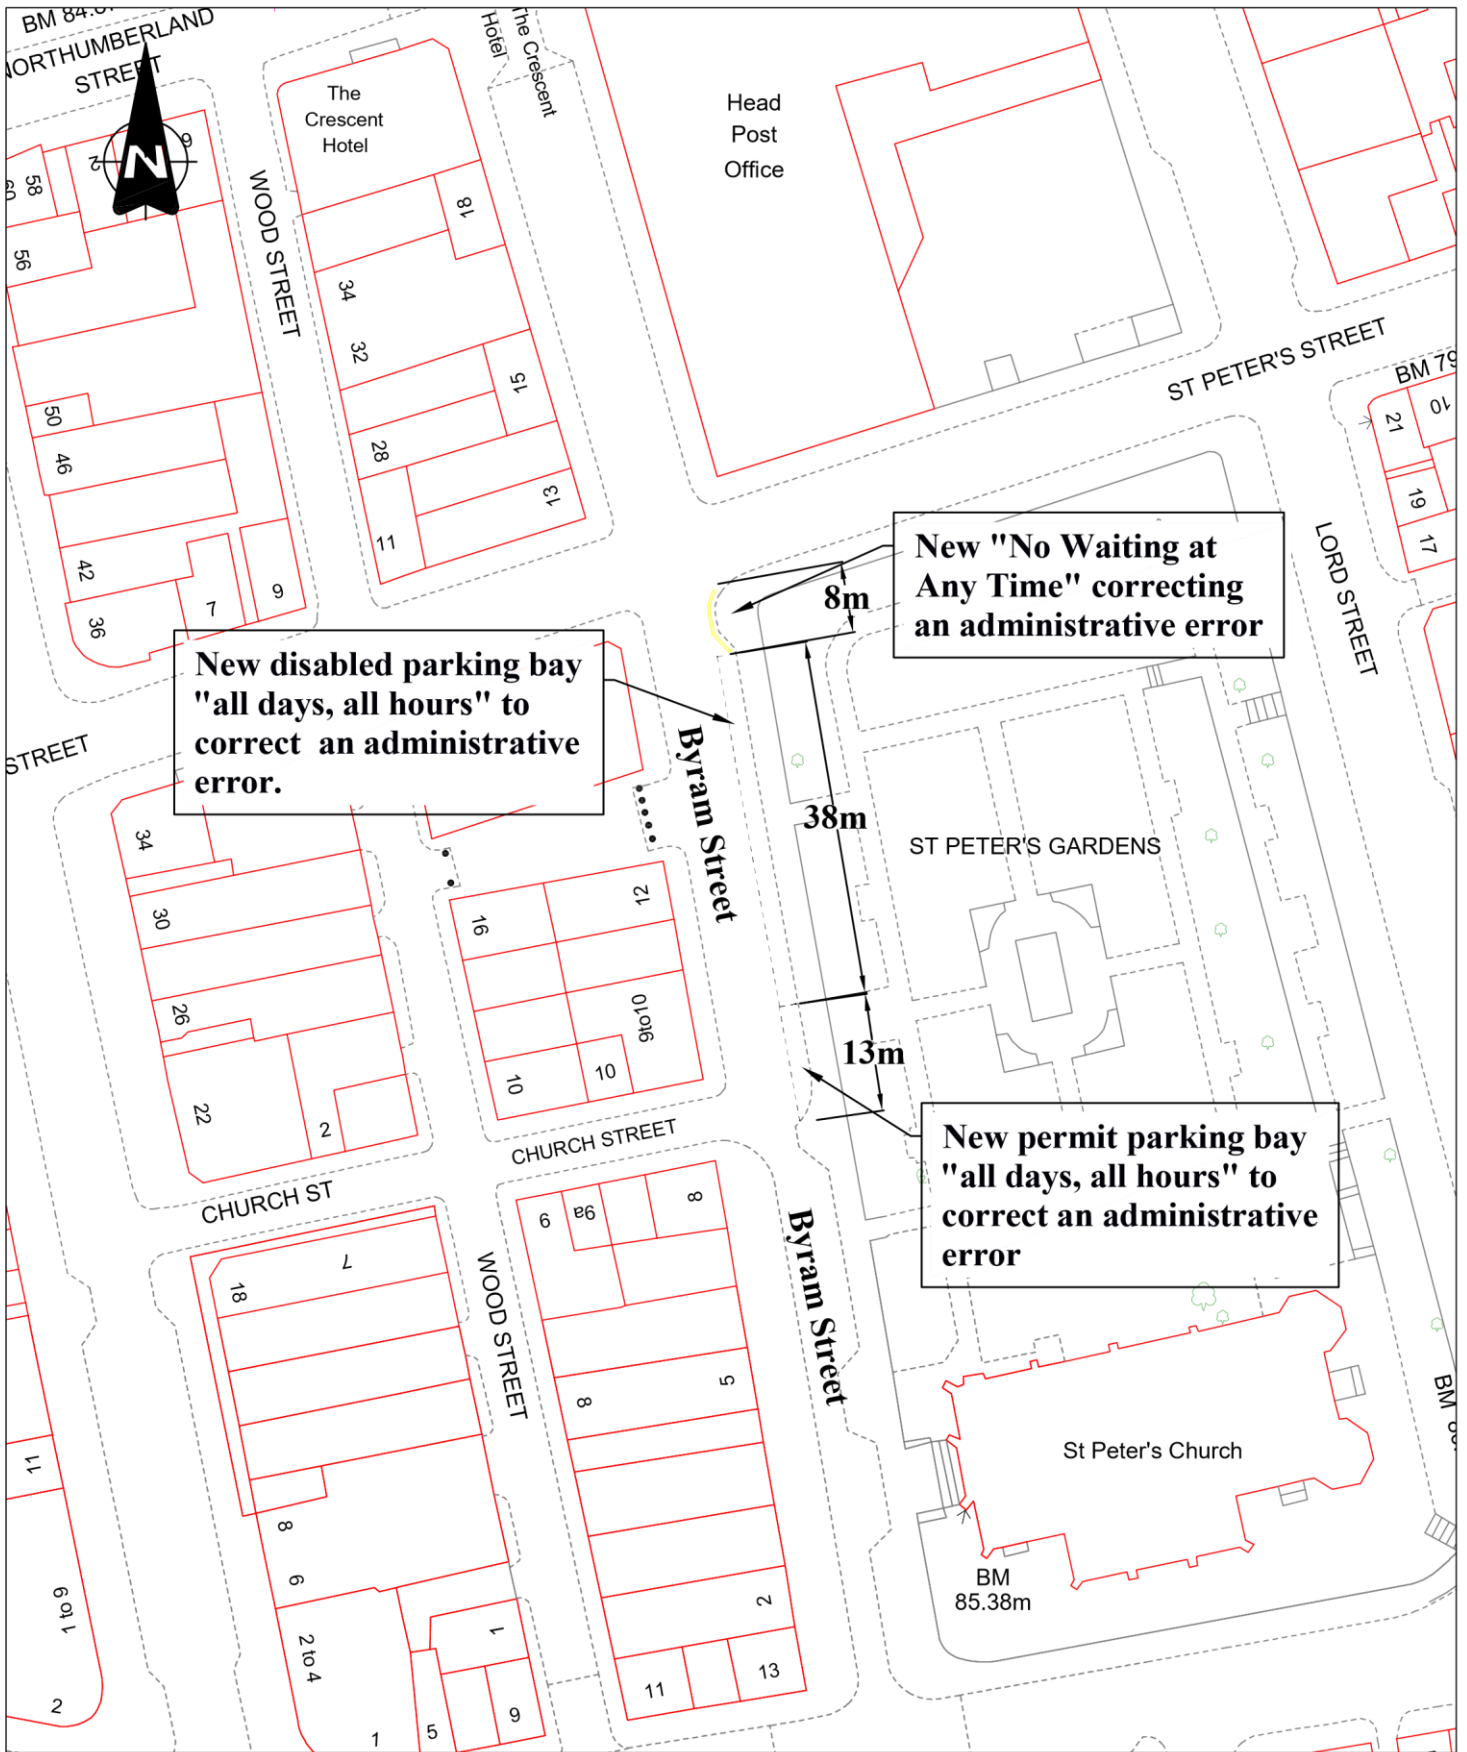 NORTHUMBERLAND
STREET
N
The
Crescent
Hotel
The Crescent
Hotel
Head
Post
Office
WOOD STREET
58
56
2
6
18
34
32
15
50
46
28
13
11
42
36
7
9
ST PETER'S STREET
BM 79
21
10
19
17
LORD STREET
New "No Waiting at
Any Time" correcting
an administrative error
8m
New disabled parking bay
"all days, all hours" to
correct an administrative
error.
STREET
Byram Street
38m
ST PETER'S GARDENS
34
30
26
22
2
16
12
9to10
10
10
13m
CHURCH STREET
CHURCH ST
New permit parking bay
"all days, all hours" to
correct an administrative
error
Byram Street
WOOD STREET
9
9a
8
7
18
8
5
11
8
6
1 to 9
2 to 4
1
2
2
1
5
9
11
13
St Peter's Church
BM
85.38m